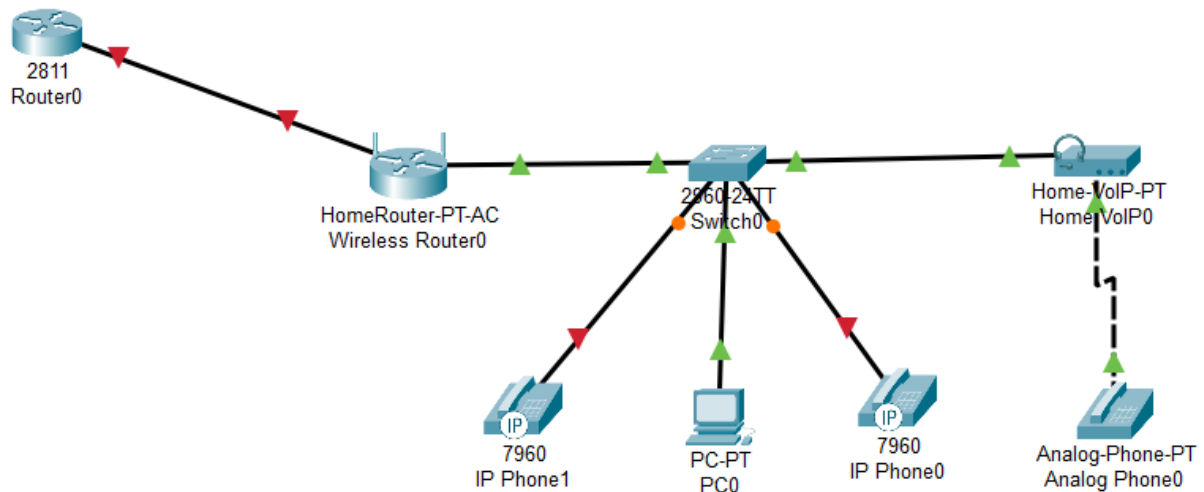 2811
Router0
HomeRouter-PT-AC
Wireless Router0
2960-24TT
Switch0
Home-VoIP-PT
Home VoIP0
IP
7960
IP Phone1
PC-PT
PC0
IP
7960
IP Phone0
Analog-Phone-PT
Analog Phone0